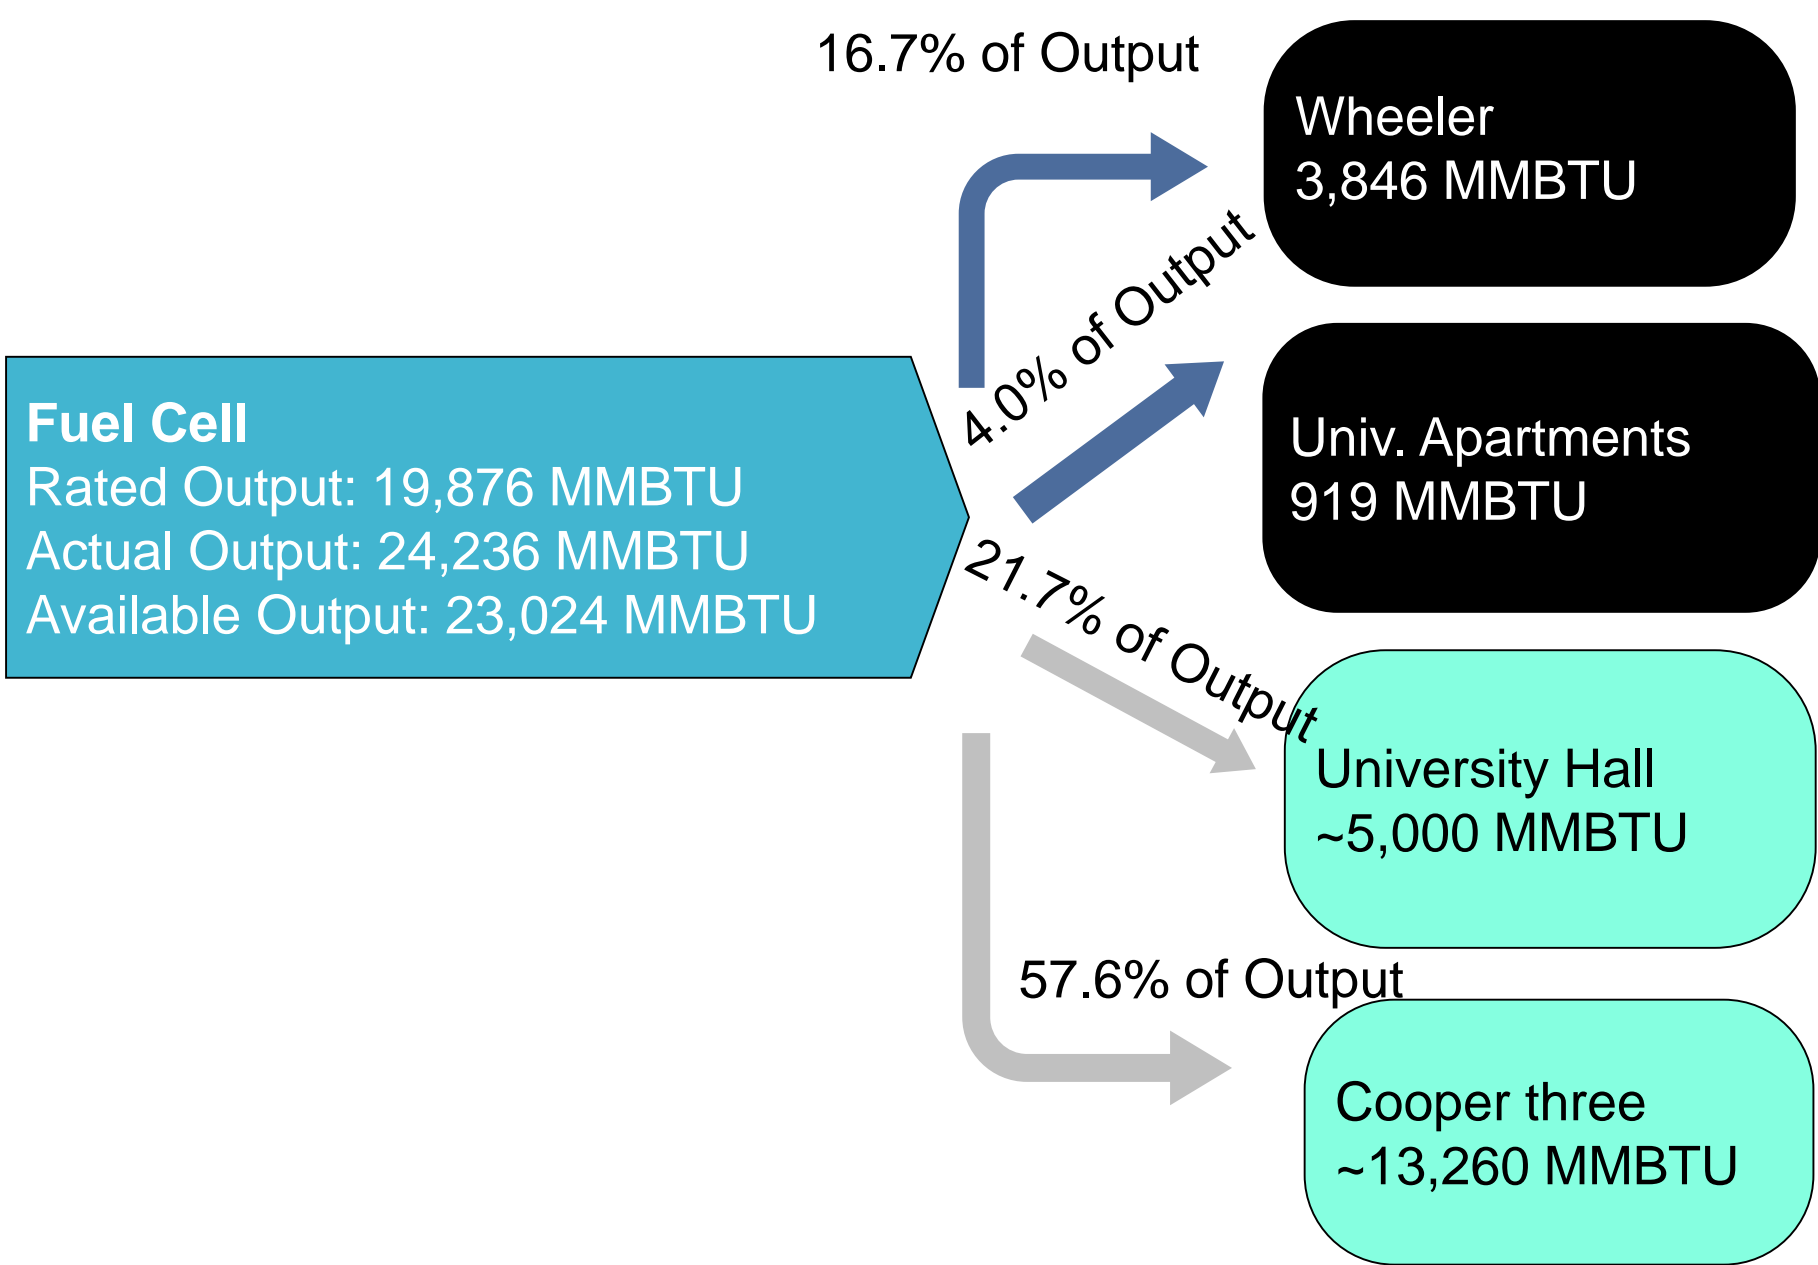 16.7% of Output
Wheeler
3,846 MMBTU
4.0% of Output
Univ. Apartments
919 MMBTU
Fuel Cell
Rated Output: 19,876 MMBTU
Actual Output: 24,236 MMBTU
Available Output: 23,024 MMBTU
21.7% of Output
University Hall
~5,000 MMBTU
57.6% of Output
Cooper three
~13,260 MMBTU